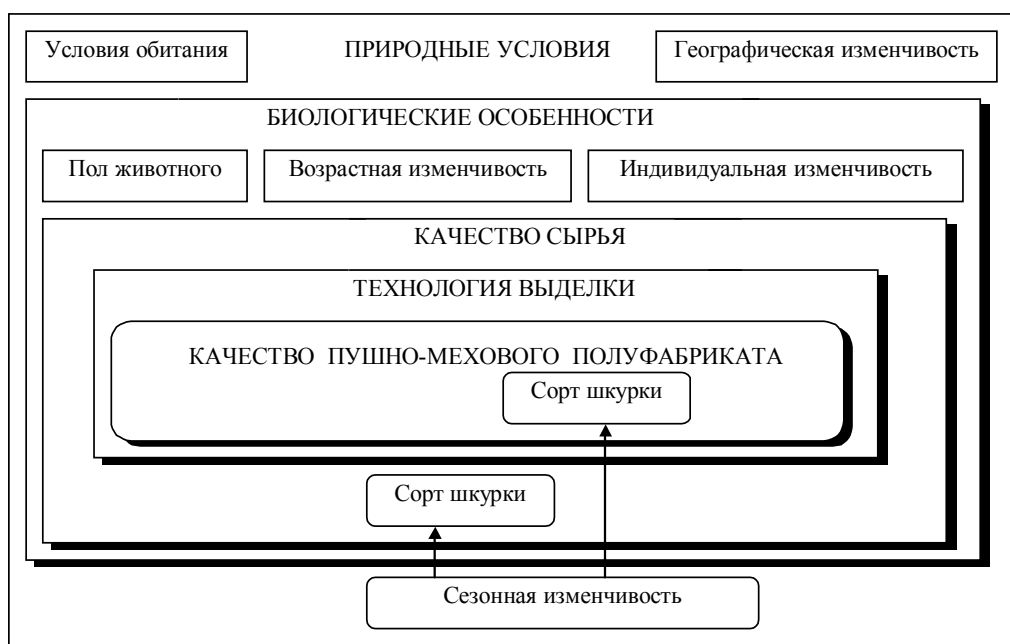 Условия обитания
ПРИРОДНЫЕ УСЛОВИЯ
Географическая изменчивость
БИОЛОГИЧЕСКИЕ ОСОБЕННОСТИ
Пол животного
Возрастная изменчивость
Индивидуальная изменчивость
КАЧЕСТВО СЫРЬЯ
ТЕХНОЛОГИЯ ВЫДЕЛКИ
КАЧЕСТВО ПУШНО-МЕХОВОГО ПОЛУФАБРИКАТА
Сорт шкурки
Сорт шкурки
Сезонная изменчивость